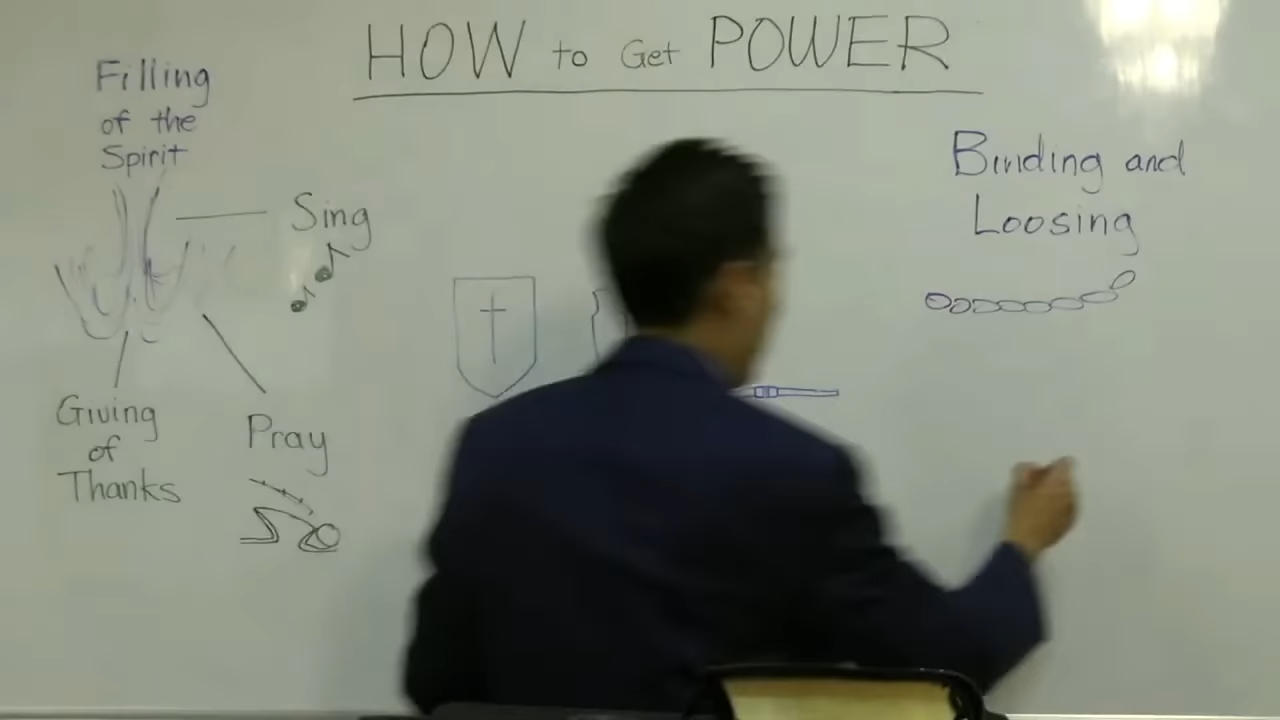 HOW to Get POWER
Filling
of the
Spirit
Sing
Giving
of
Thanks
Pray
Binding and
Loosing